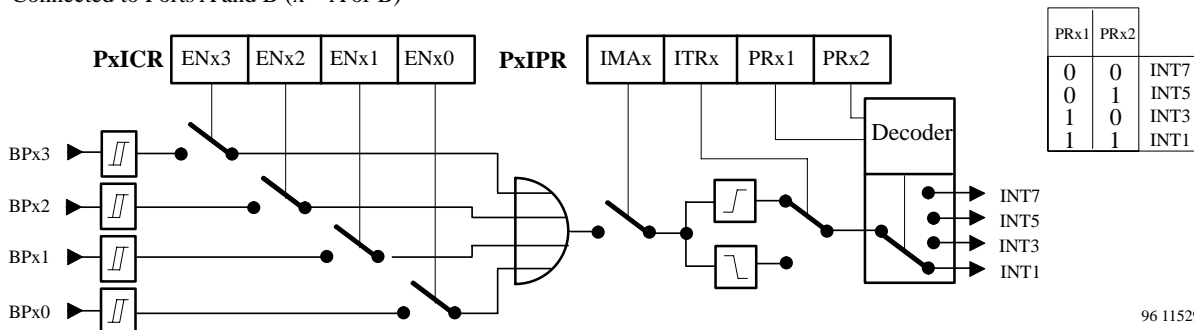 Connected to Ports A and B (x = A or B)
PxICR ENx3 ENx2 ENx1 ENx0 PxIPR IMAx ITRx PRx1 PRx2
PRx1 PRx2
0 0 INT7
0 1 INT5
1 0 INT3
1 1 INT1
Decoder
BPx3
BPx2
BPx1
BPx0
INT7
INT5
INT3
INT1
96 11529